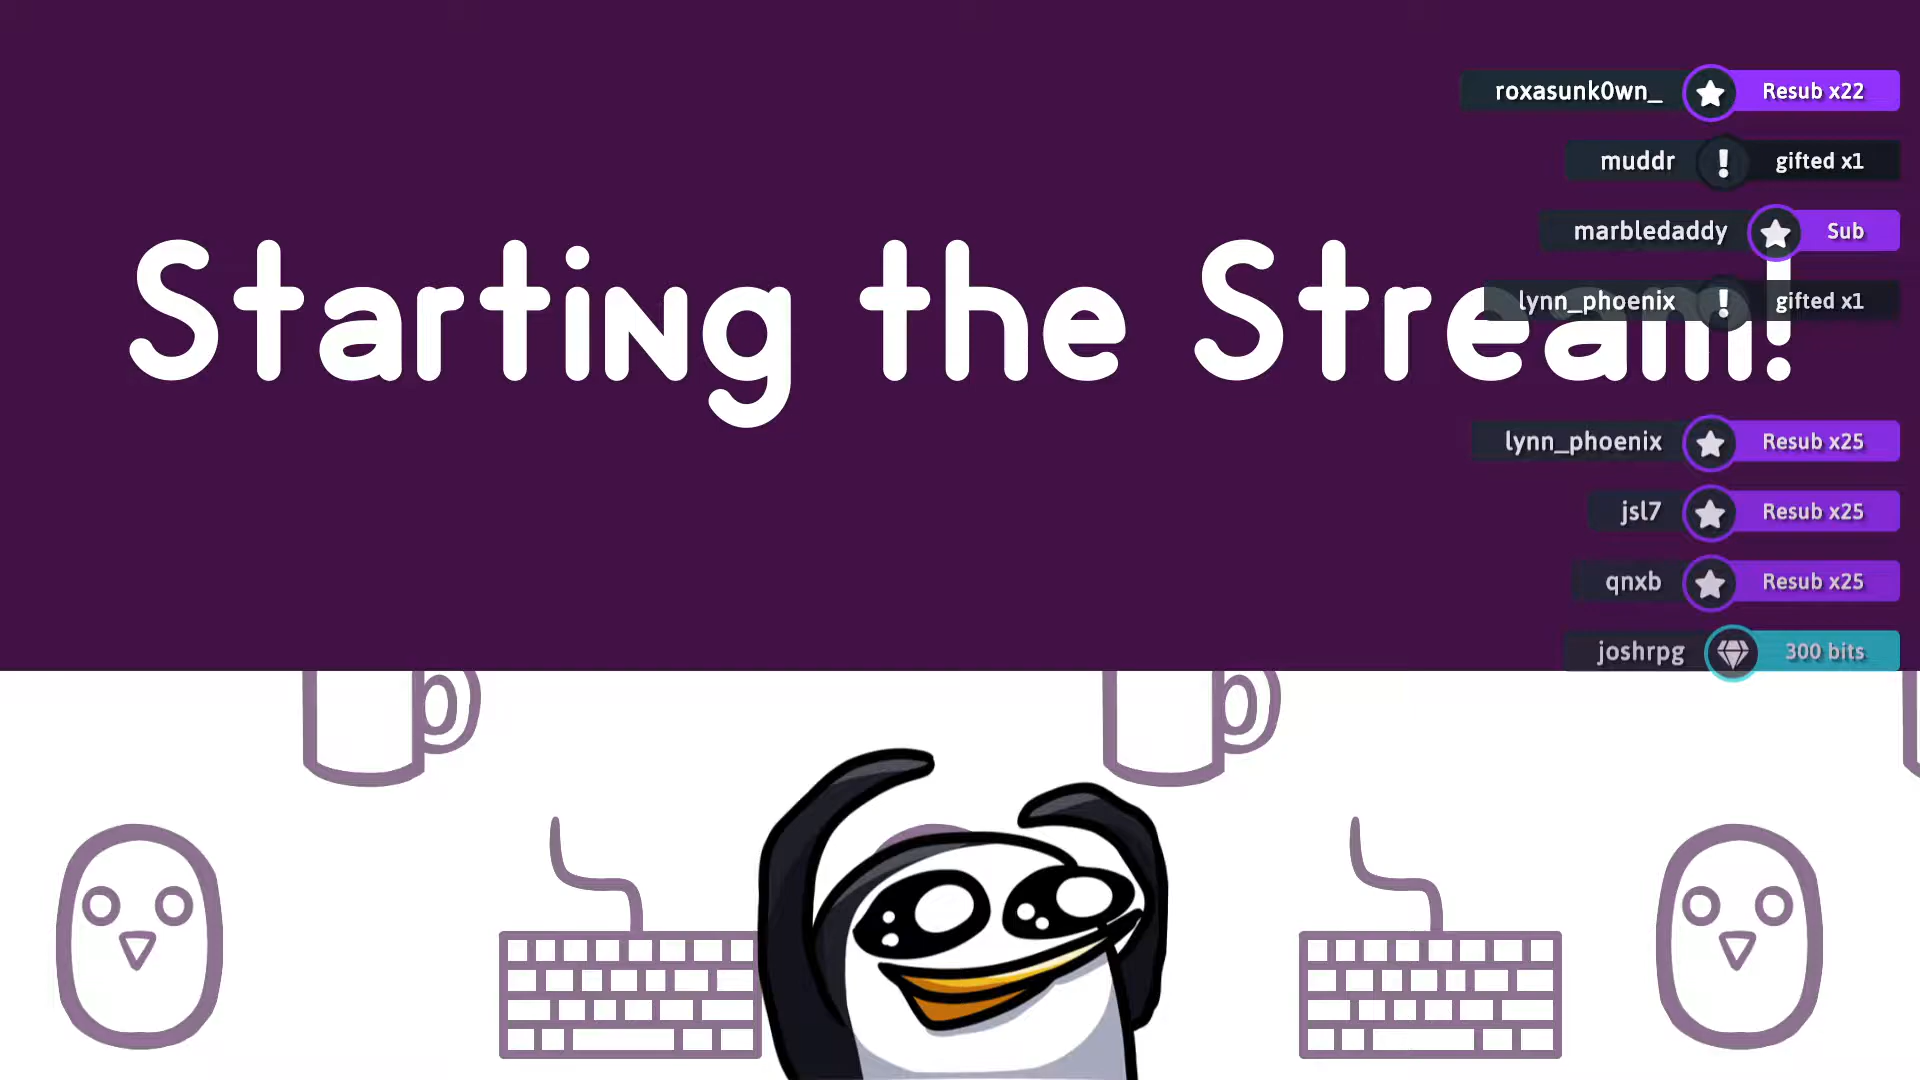 Starting the Stream!
roxasunk0wn_ Resub x22
muddr ! gifted x1
marbledaddy Sub
lynn_phoenix ! gifted x1
lynn_phoenix Resub x25
jsl7 Resub x25
qnxb Resub x25
joshrpg 300 bits